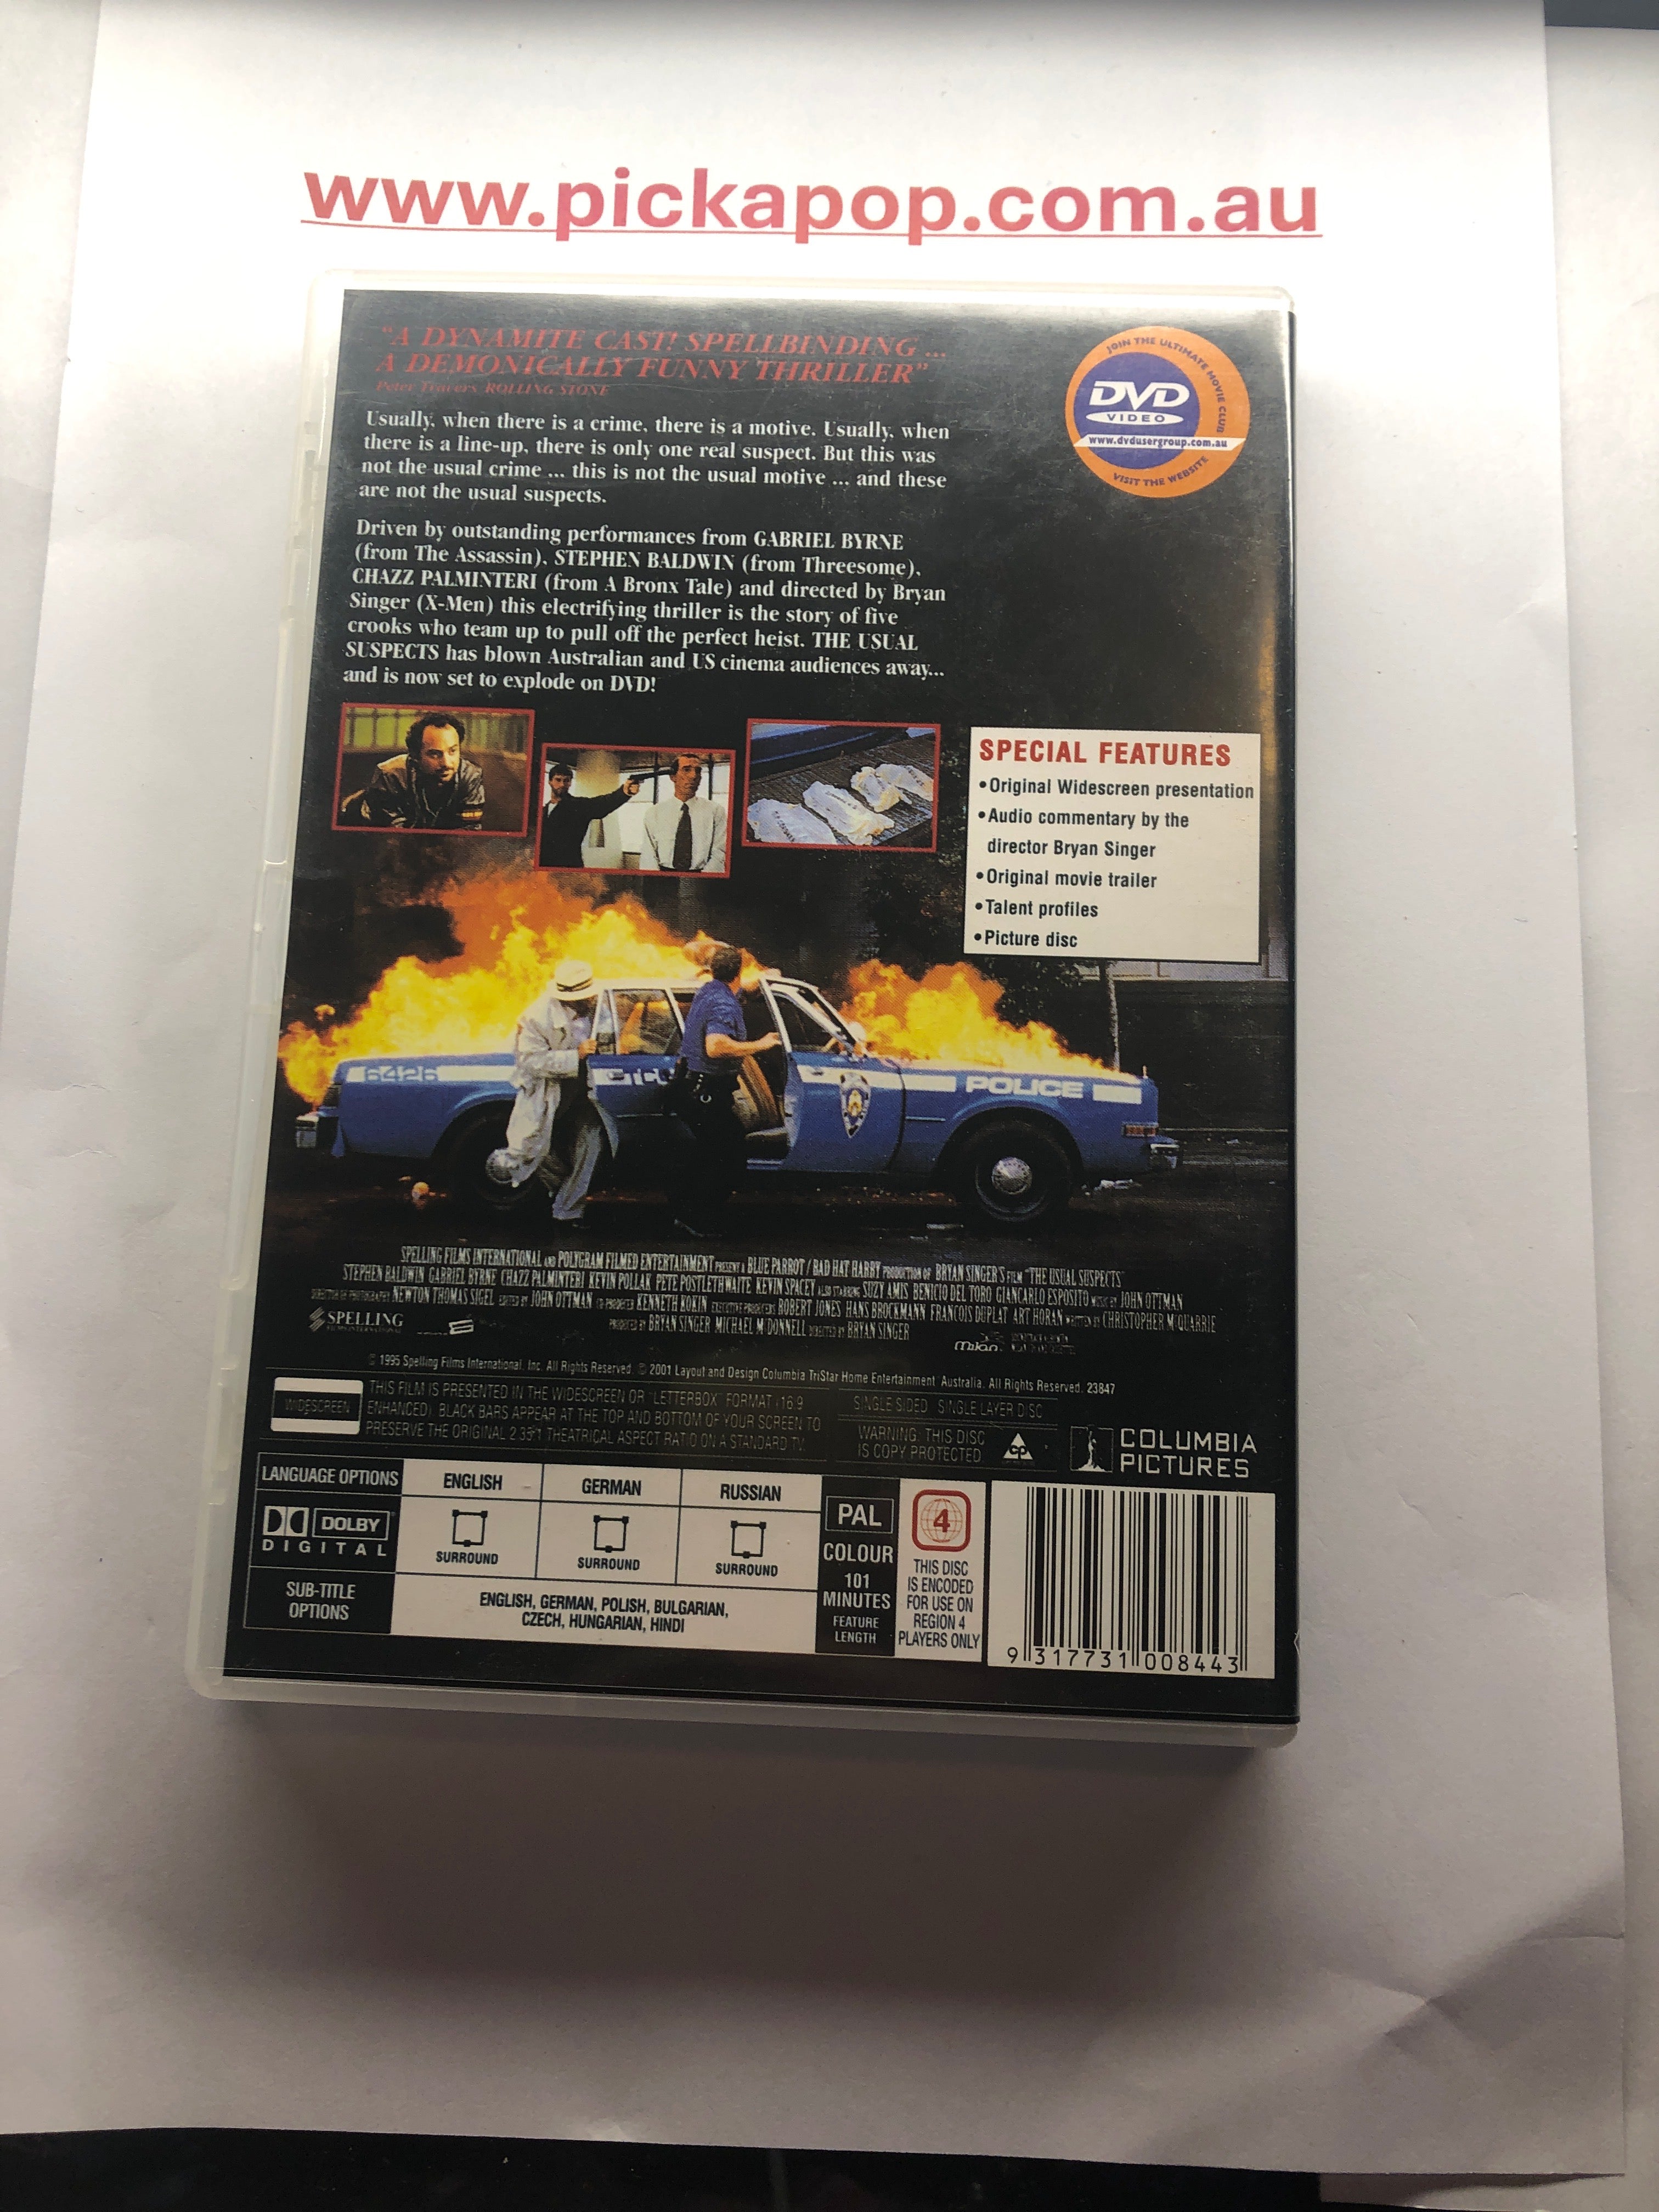 www.pickapop.com.au
"A DYNAMITE CAST! SPELLBINDING ...
A DEMONICALLY FUNNY THRILLER"
Peter Travers ROLLING STONE
JOIN THE ULTIMATE MOVIE CLUB
DVD
VIDEO
www.dvdusergroup.com.au
VISIT THE WEBSITE
Usually, when there is a crime, there is a motive. Usually, when
there is a line-up, there is only one real suspect. But this was
not the usual crime ... this is not the usual motive ... and these
are not the usual suspects.
Driven by outstanding performances from GABRIEL BYRNE
(from The Assassin), STEPHEN BALDWIN (from Threesome),
CHAZZ PALMINTERI (from A Bronx Tale) and directed by Bryan
Singer (X-Men) this electrifying thriller is the story of five
crooks who team up to pull off the perfect heist. THE USUAL
SUSPECTS has blown Australian and US cinema audiences away...
and is now set to explode on DVD!
SPECIAL FEATURES
•Original Widescreen presentation
•Audio commentary by the
director Bryan Singer
•Original movie trailer
•Talent profiles
•Picture disc
6426
POLICE
SPELLING FILMS INTERNATIONAL AND POLYGRAM FILMED ENTERTAINMENT PRESENT A BLUE PARROT / BAD HAT HARRY PRODUCTION OF BRYAN SINGER'S FILM "THE USUAL SUSPECTS"
STEPHEN BALDWIN GABRIEL BYRNE CHAZZ PALMINTERI KEVIN POLLAK PETE POSTLETHWAITE KEVIN SPACEY ALSO STARRING SUZY AMIS BENICIO DEL TORO GIANCARLO ESPOSITO MUSIC BY JOHN OTTMAN
DIRECTOR OF PHOTOGRAPHY NEWTON THOMAS SIGEL EDITED BY JOHN OTTMAN CO-PRODUCER KENNETH KOKIN EXECUTIVE PRODUCERS ROBERT JONES HANS BROCKMANN FRANCOIS DUPLAT ART HORAN WRITTEN BY CHRISTOPHER McQUARRIE
PRODUCED BY BRYAN SINGER MICHAEL McDONNELL DIRECTED BY BRYAN SINGER
SPELLING
FILMS INTERNATIONAL
milan
© 1995 Spelling Films International, Inc. All Rights Reserved. © 2001 Layout and Design Columbia TriStar Home Entertainment Australia. All Rights Reserved. 23847
WIDESCREEN
THIS FILM IS PRESENTED IN THE WIDESCREEN OR "LETTERBOX" FORMAT (16:9
ENHANCED). BLACK BARS APPEAR AT THE TOP AND BOTTOM OF YOUR SCREEN TO
PRESERVE THE ORIGINAL 2.35:1 THEATRICAL ASPECT RATIO ON A STANDARD TV.
SINGLE SIDED SINGLE LAYER DISC
WARNING: THIS DISC
IS COPY PROTECTED
cp
COLUMBIA
PICTURES
LANGUAGE OPTIONS
ENGLISH
GERMAN
RUSSIAN
DOLBY
DIGITAL
SURROUND
SURROUND
SURROUND
SUB-TITLE
OPTIONS
ENGLISH, GERMAN, POLISH, BULGARIAN,
CZECH, HUNGARIAN, HINDI
PAL
COLOUR
101
MINUTES
FEATURE
LENGTH
4
THIS DISC
IS ENCODED
FOR USE ON
REGION 4
PLAYERS ONLY
9 317731 008443